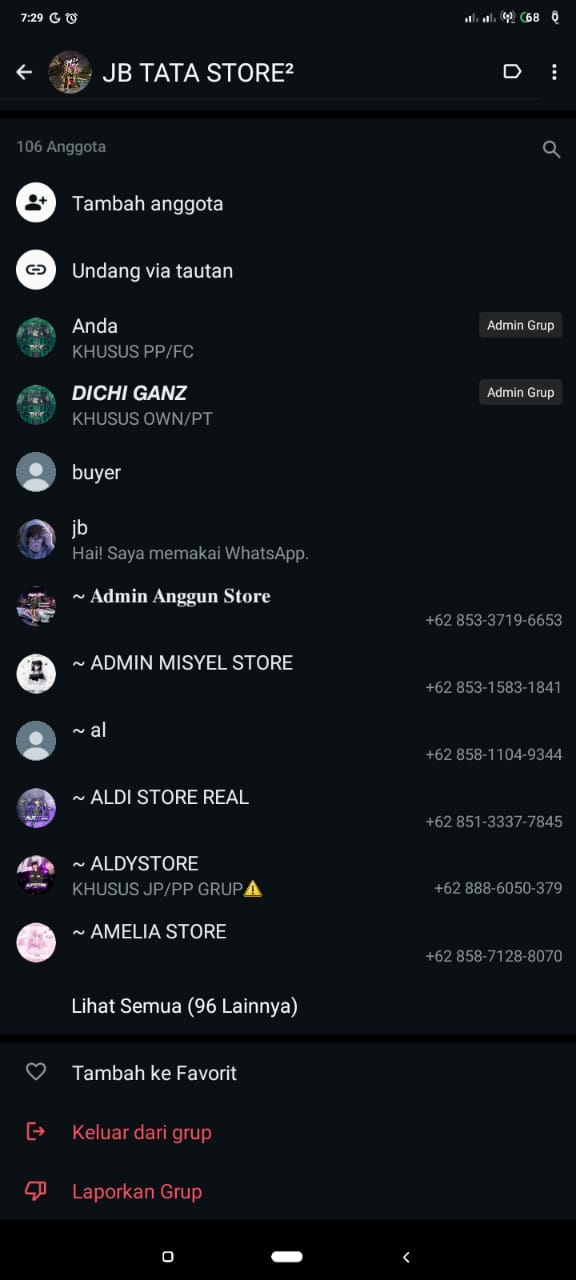 7:29
68
JB TATA STORE²
106 Anggota
Tambah anggota
Undang via tautan
Anda
Admin Grup
KHUSUS PP/FC
DICHI GANZ
Admin Grup
KHUSUS OWN/PT
buyer
jb
Hai! Saya memakai WhatsApp.
~ Admin Anggun Store
+62 853-3719-6653
~ ADMIN MISYEL STORE
+62 853-1583-1841
~ al
+62 858-1104-9344
~ ALDI STORE REAL
+62 851-3337-7845
~ ALDYSTORE
KHUSUS JP/PP GRUP⚠️
+62 888-6050-379
~ AMELIA STORE
+62 858-7128-8070
Lihat Semua (96 Lainnya)
Tambah ke Favorit
Keluar dari grup
Laporkan Grup